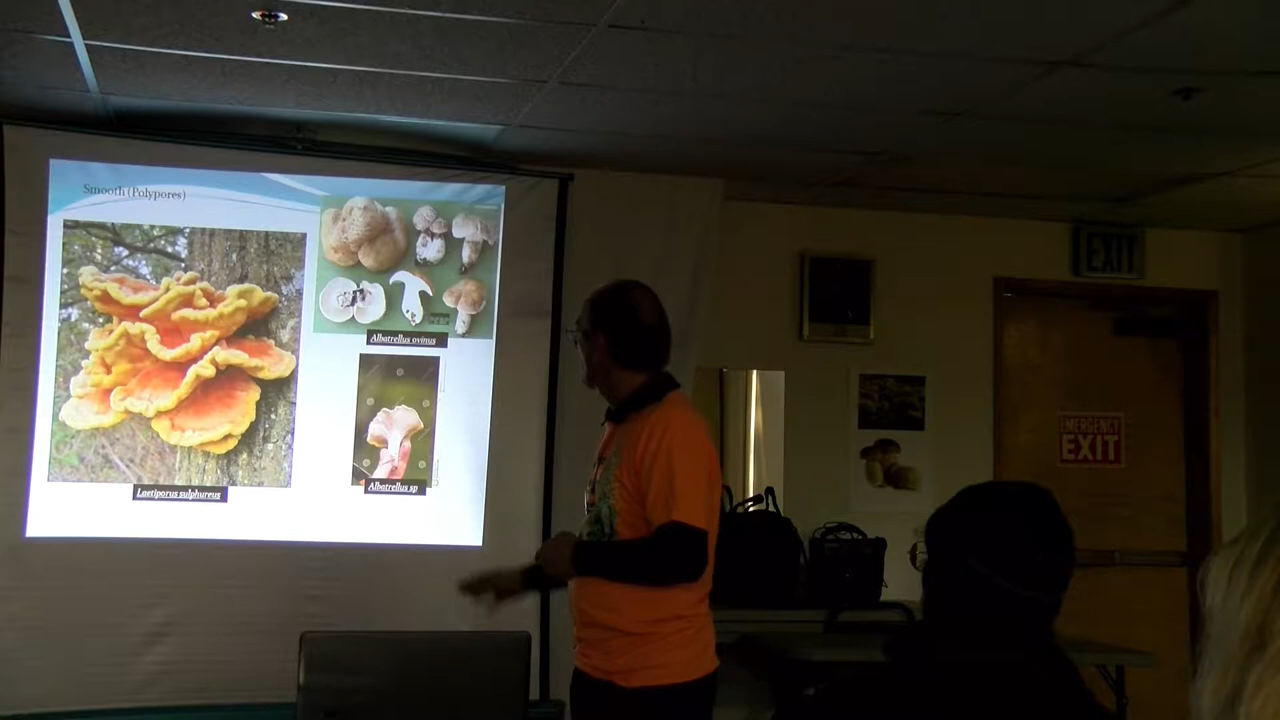 Smooth (Polypores)
Albatrellus ovinus
Albatrellus sp
Laetiporus sulphureus
EXIT
EMERGENCY
EXIT